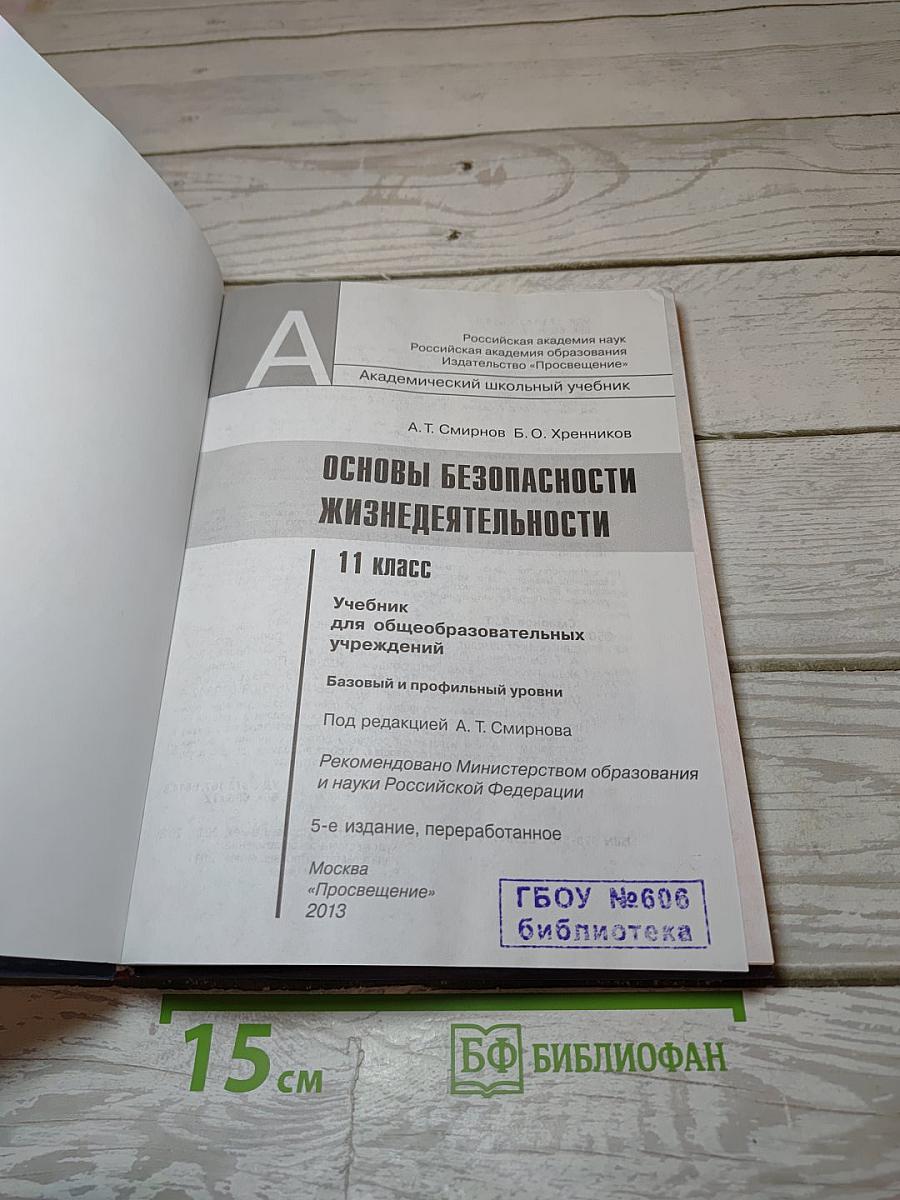 А
Российская академия наук
Российская академия образования
Издательство «Просвещение»
Академический школьный учебник
А. Т. Смирнов Б. О. Хренников
ОСНОВЫ БЕЗОПАСНОСТИ
ЖИЗНЕДЕЯТЕЛЬНОСТИ
11 класс
Учебник
для общеобразовательных
учреждений
Базовый и профильный уровни
Под редакцией А. Т. Смирнова
Рекомендовано Министерством образования
и науки Российской Федерации
5-е издание, переработанное
Москва
«Просвещение»
2013
ГБОУ №606
библиотека
15 см
БФ БИБЛИОФАН